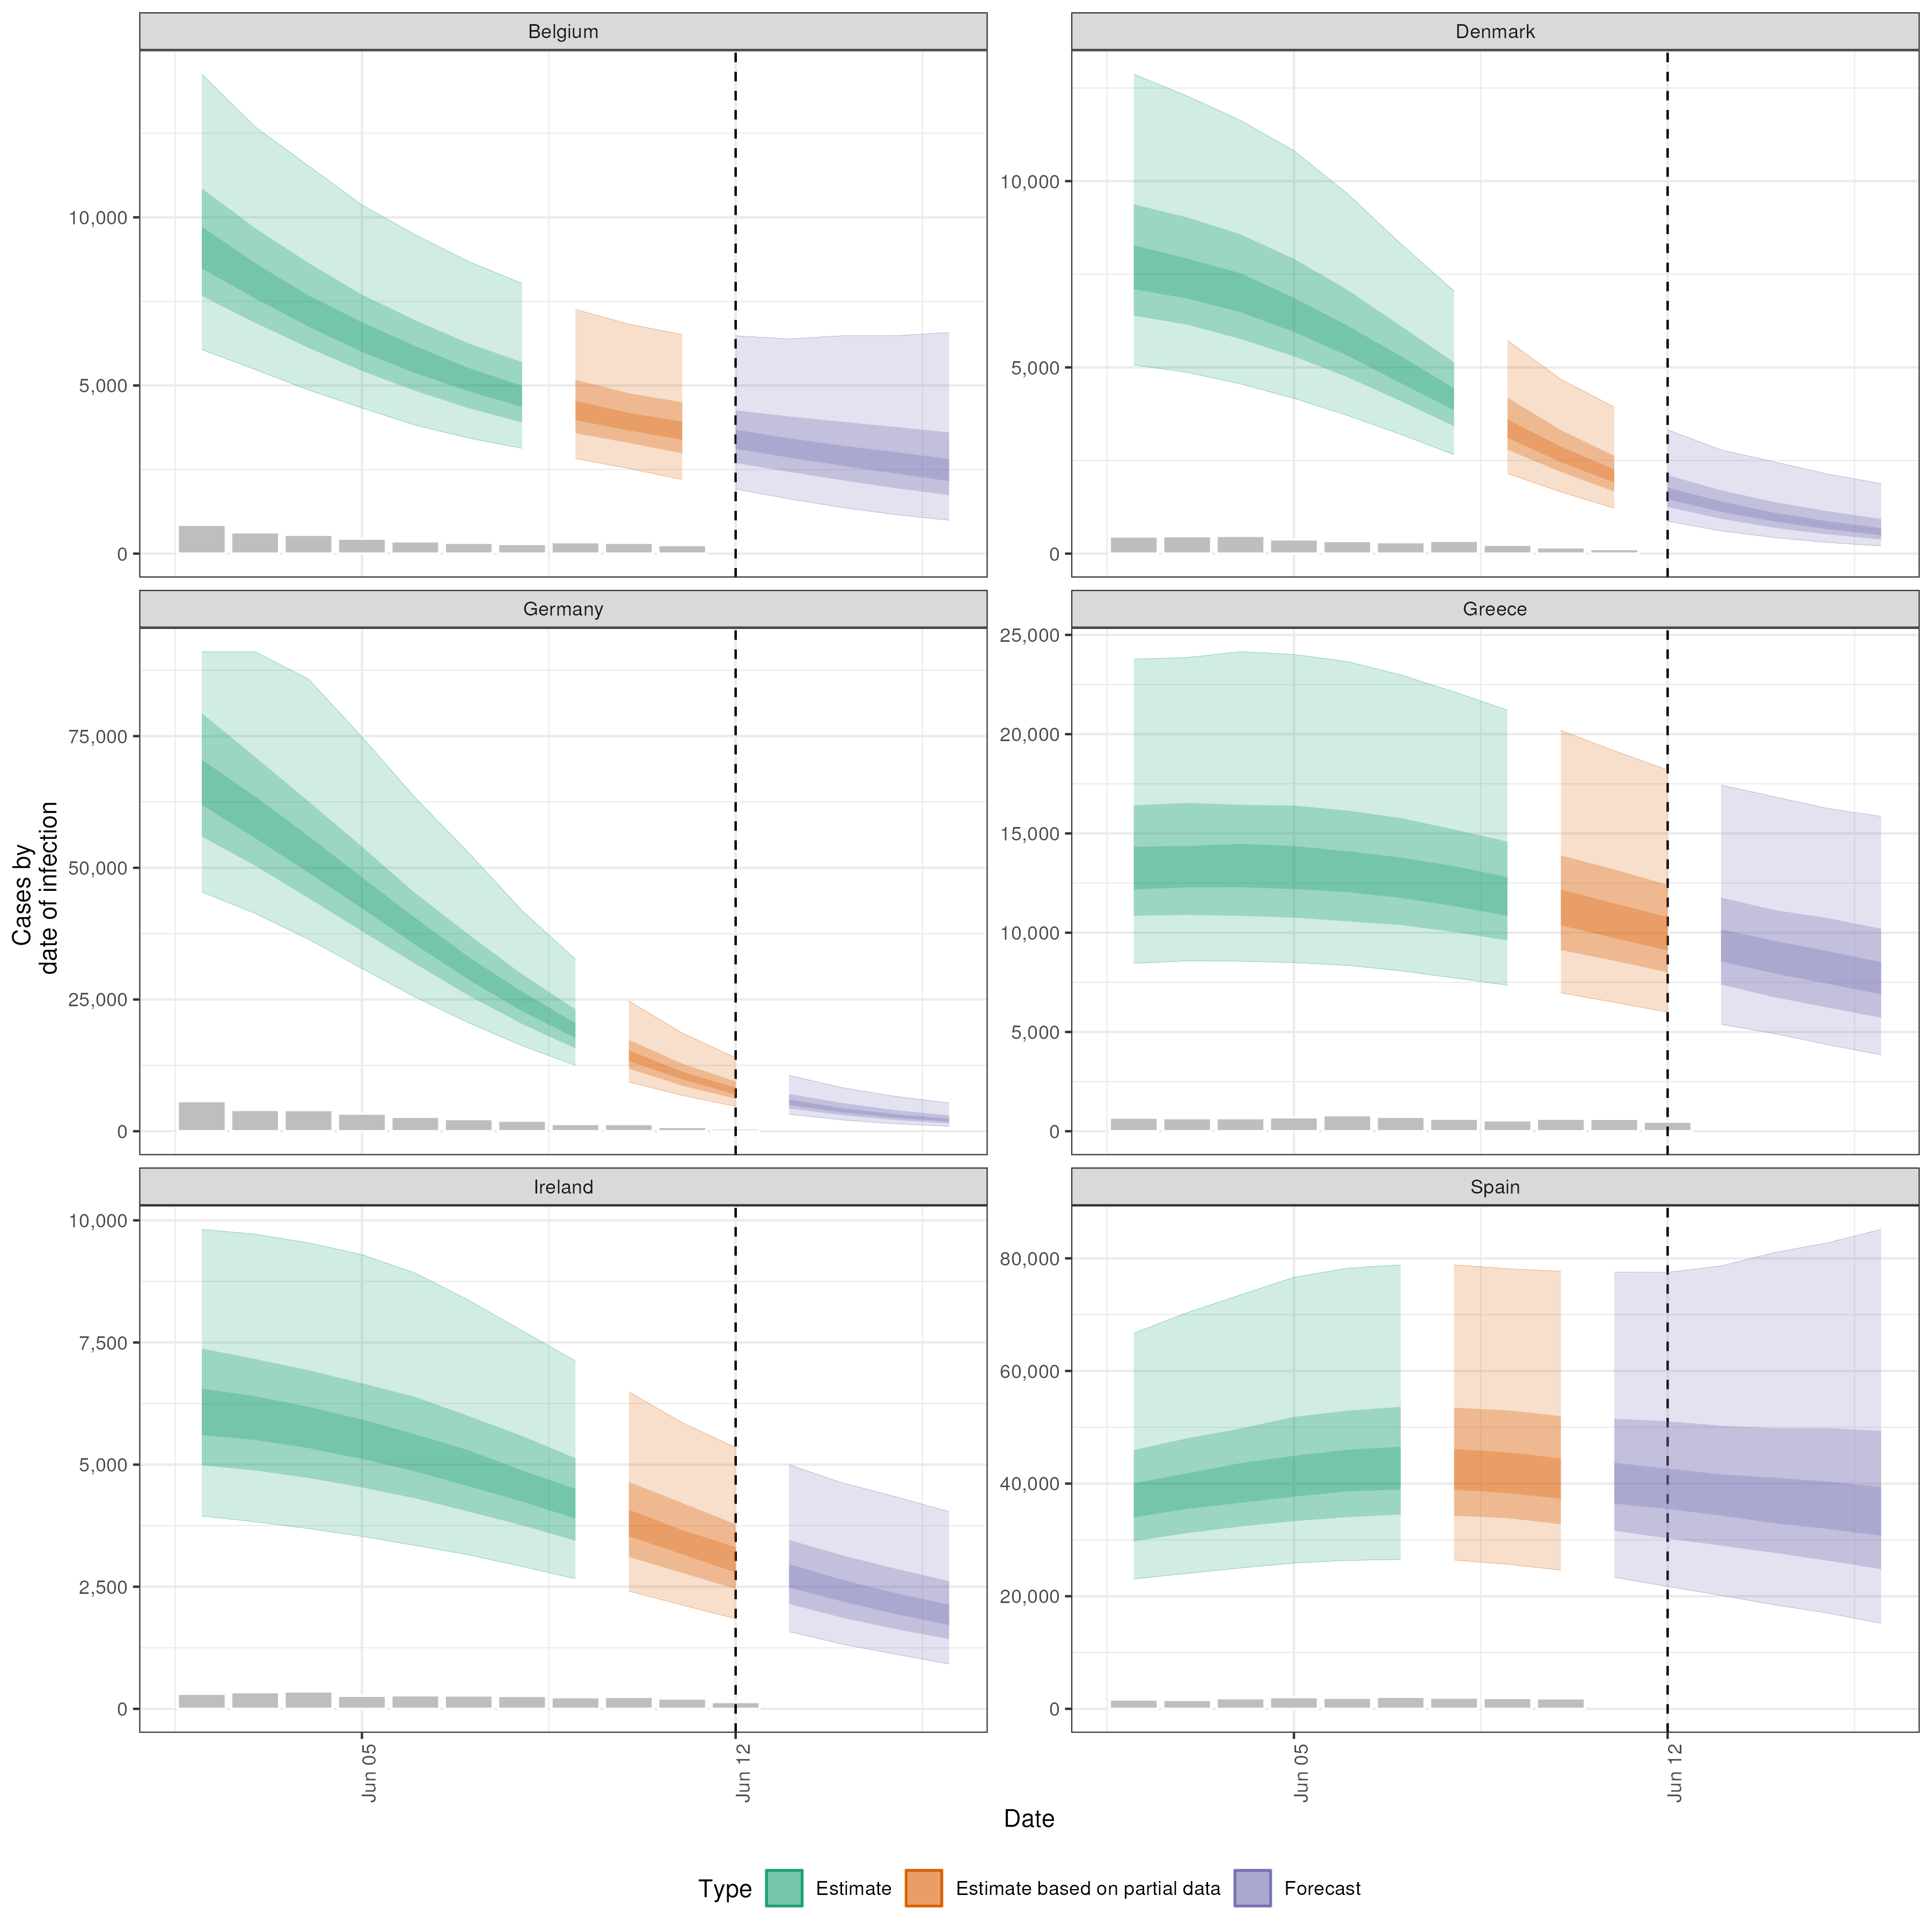 Belgium
Denmark
10,000
5,000
0
10,000
5,000
0
Germany
Greece
75,000
50,000
25,000
0
25,000
20,000
15,000
10,000
5,000
0
Cases by
date of infection
Ireland
Spain
10,000
7,500
5,000
2,500
0
80,000
60,000
40,000
20,000
0
Jun 05
Jun 12
Jun 05
Jun 12
Date
Type Estimate Estimate based on partial data Forecast